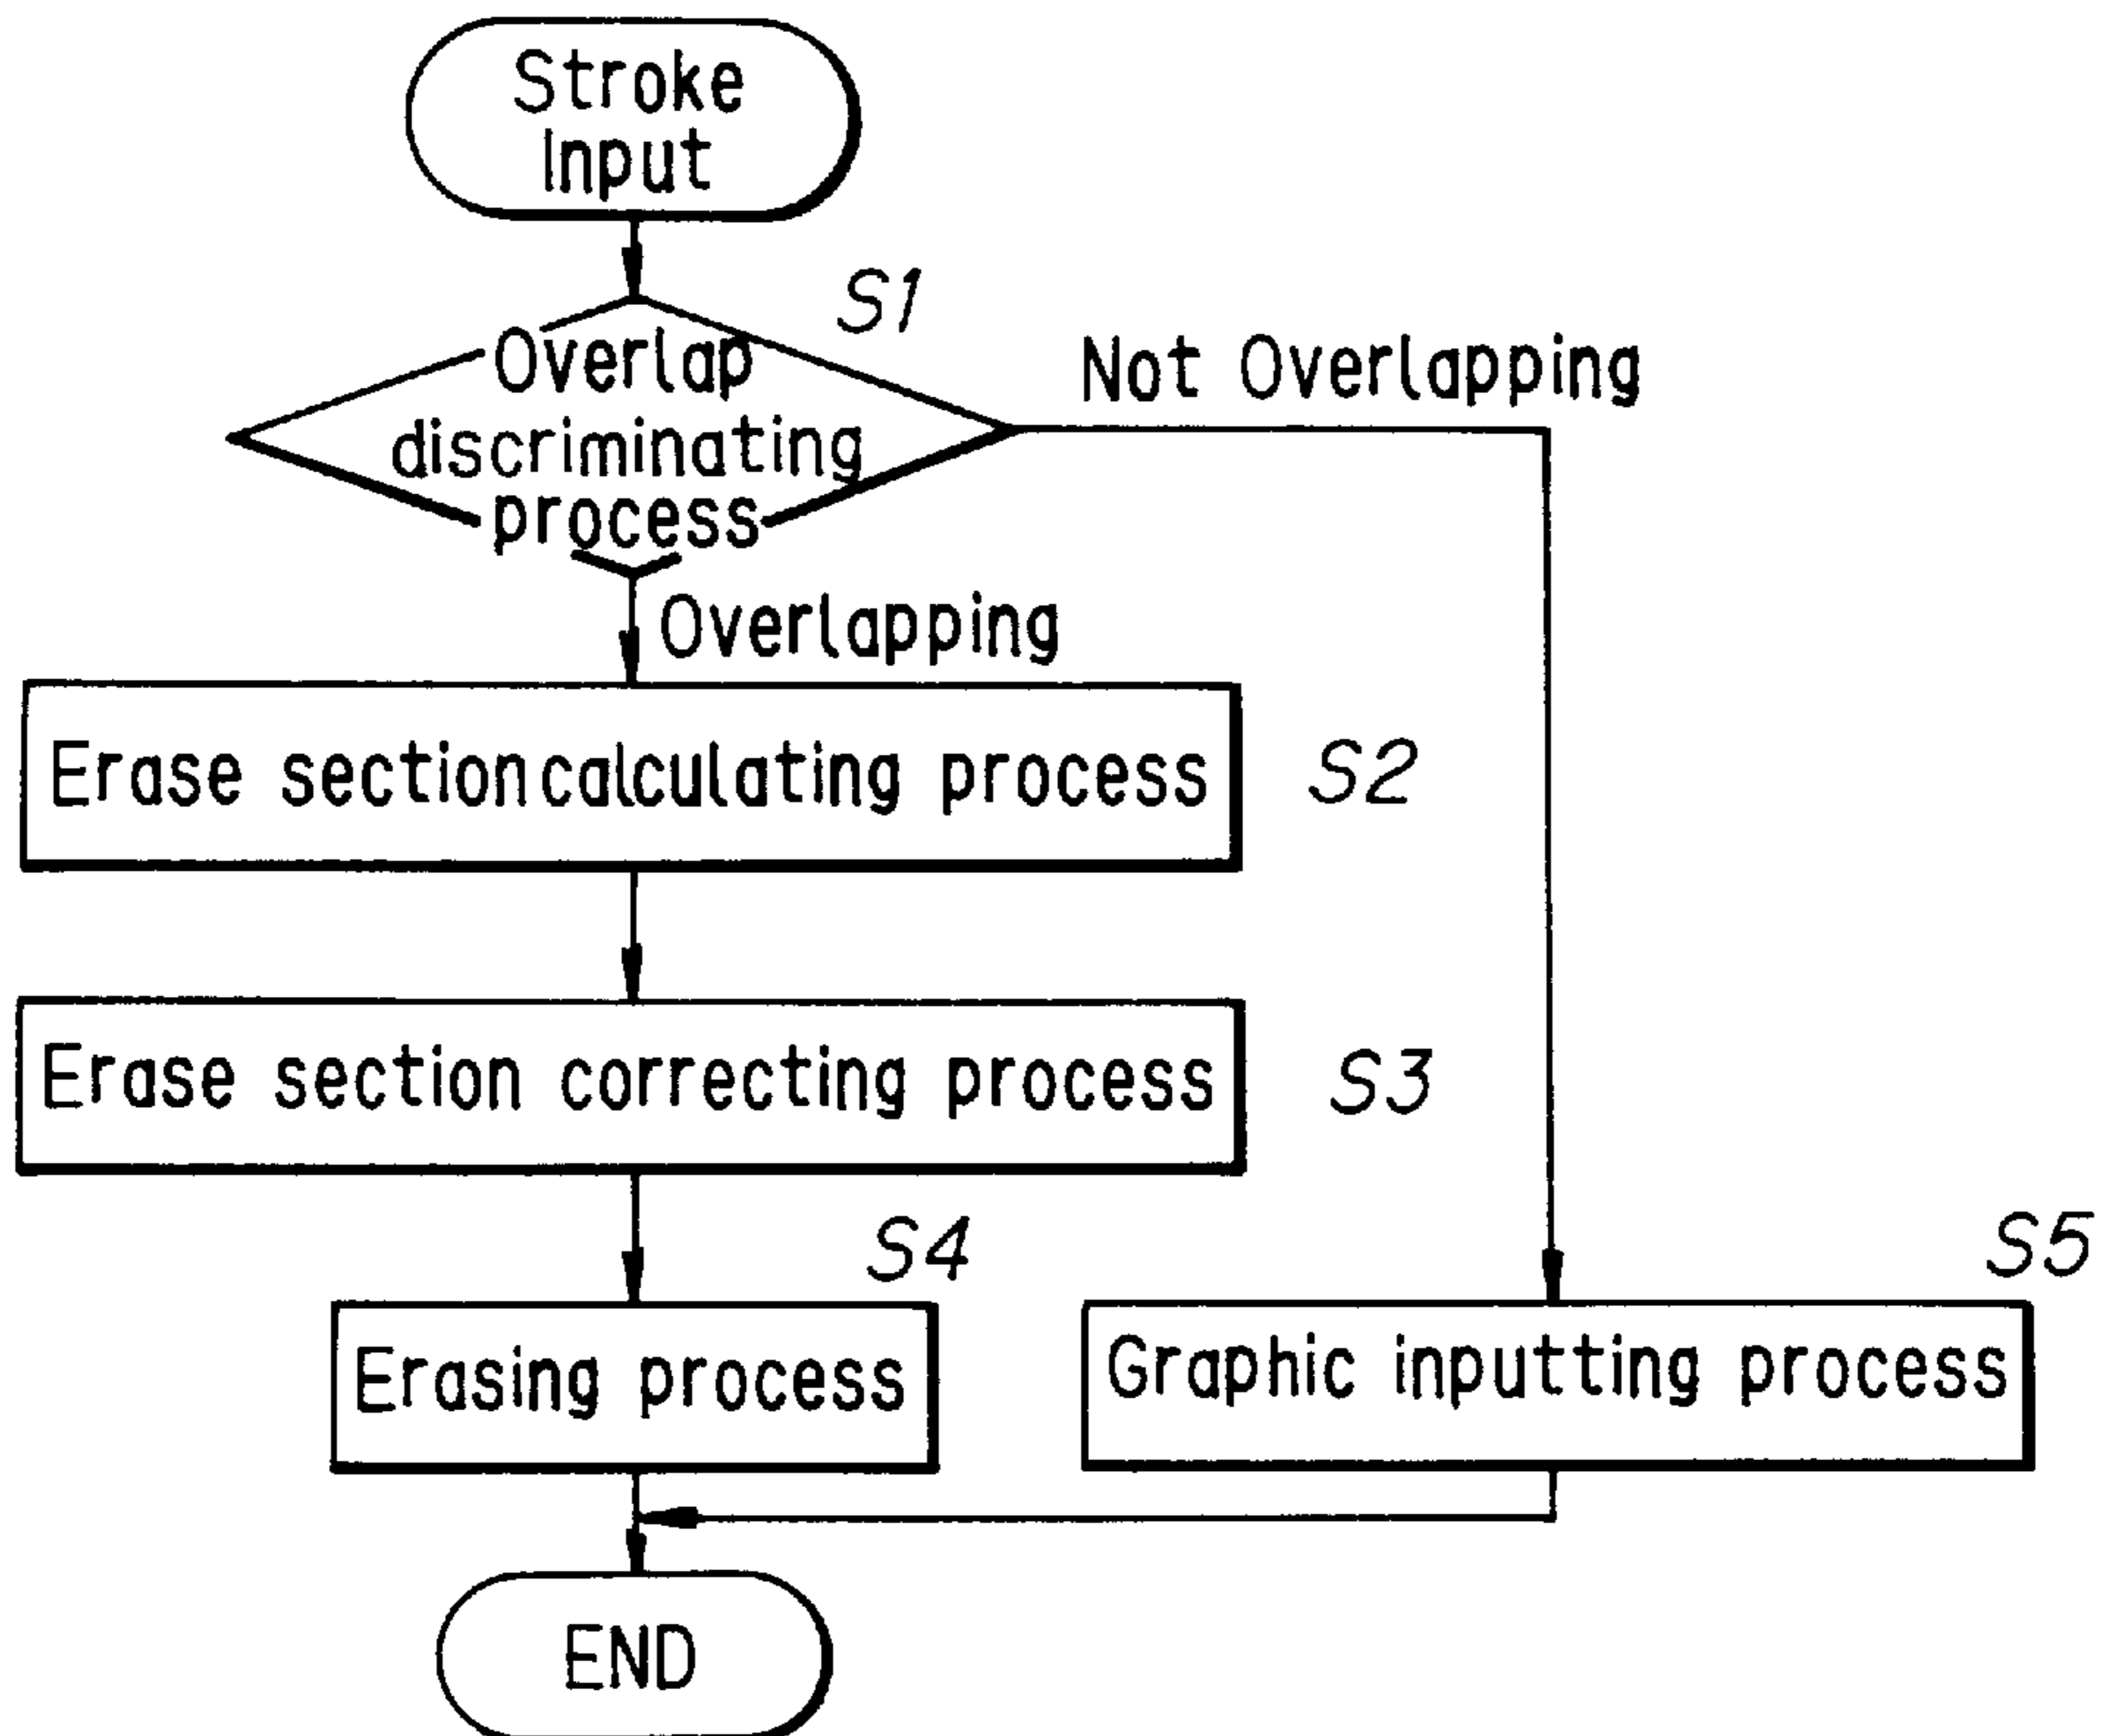 Stroke
Input
S1
Overlap
discriminating
process
Not Overlapping
Overlapping
Erase section calculating process
S2
Erase section correcting process
S3
S4
Erasing process
S5
Graphic inputting process
END